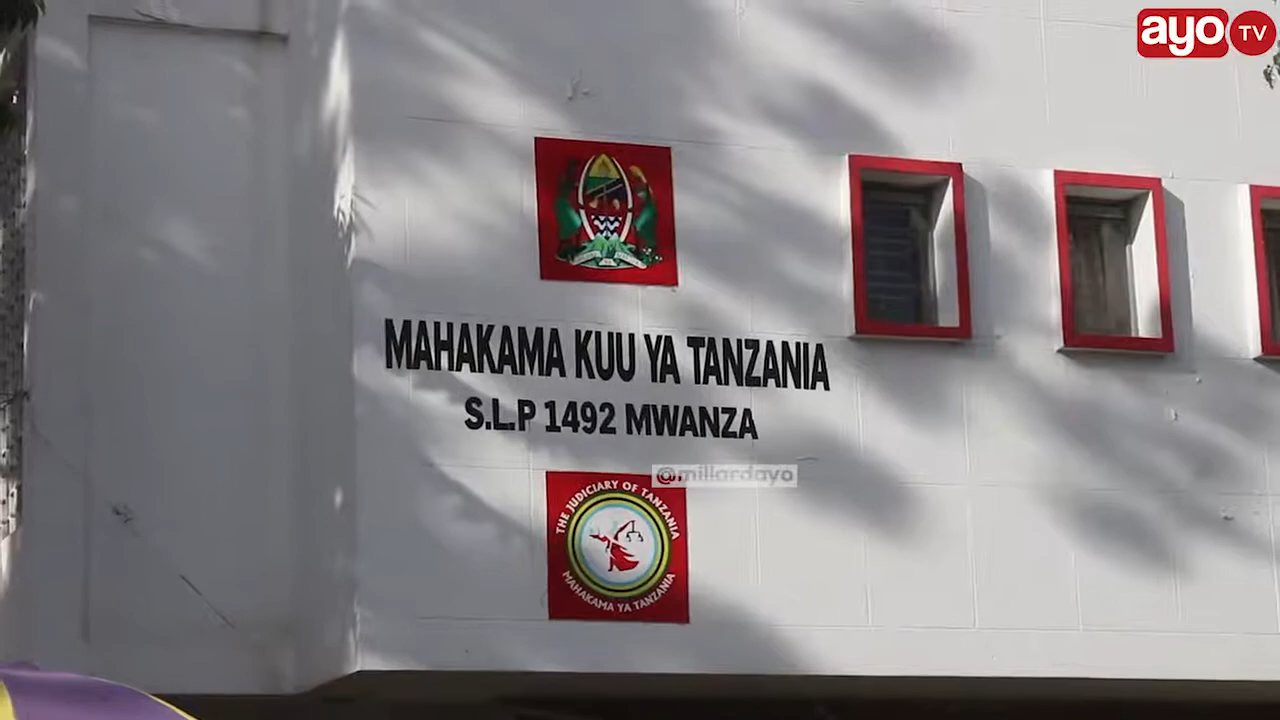 ayo TV
MAHAKAMA KUU YA TANZANIA
S.L.P 1492 MWANZA
@millardayo
THE JUDICIARY OF TANZANIA
MAHAKAMA YA TANZANIA